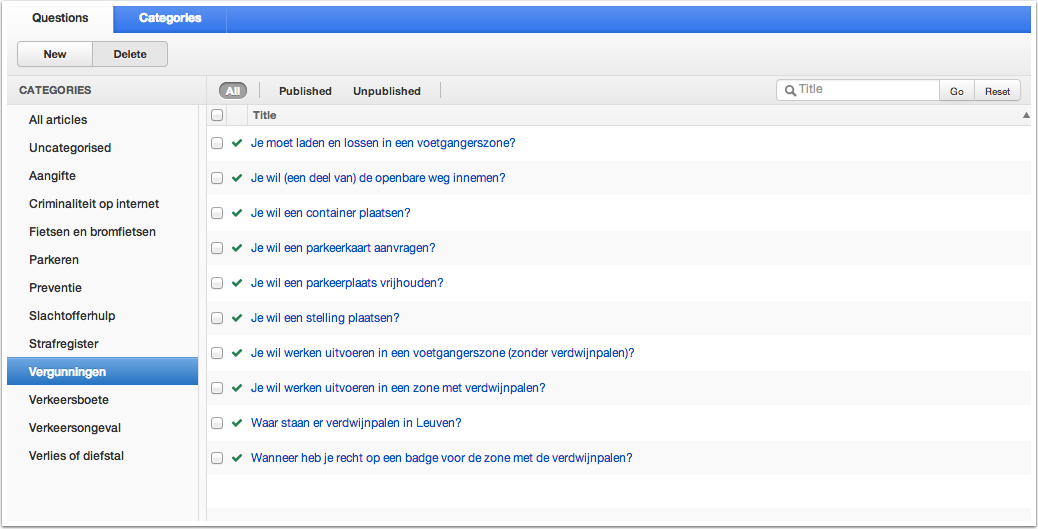 Questions Categories
New Delete
CATEGORIES
All Published Unpublished Title Go Reset
All articles
Uncategorised
Aangifte
Criminaliteit op internet
Fietsen en bromfietsen
Parkeren
Preventie
Slachtofferhulp
Strafregister
Vergunningen
Verkeersboete
Verkeersongeval
Verlies of diefstal
Title
Je moet laden en lossen in een voetgangerszone?
Je wil (een deel van) de openbare weg innemen?
Je wil een container plaatsen?
Je wil een parkeerkaart aanvragen?
Je wil een parkeerplaats vrijhouden?
Je wil een stelling plaatsen?
Je wil werken uitvoeren in een voetgangerszone (zonder verdwijnpalen)?
Je wil werken uitvoeren in een zone met verdwijnpalen?
Waar staan er verdwijnpalen in Leuven?
Wanneer heb je recht op een badge voor de zone met de verdwijnpalen?